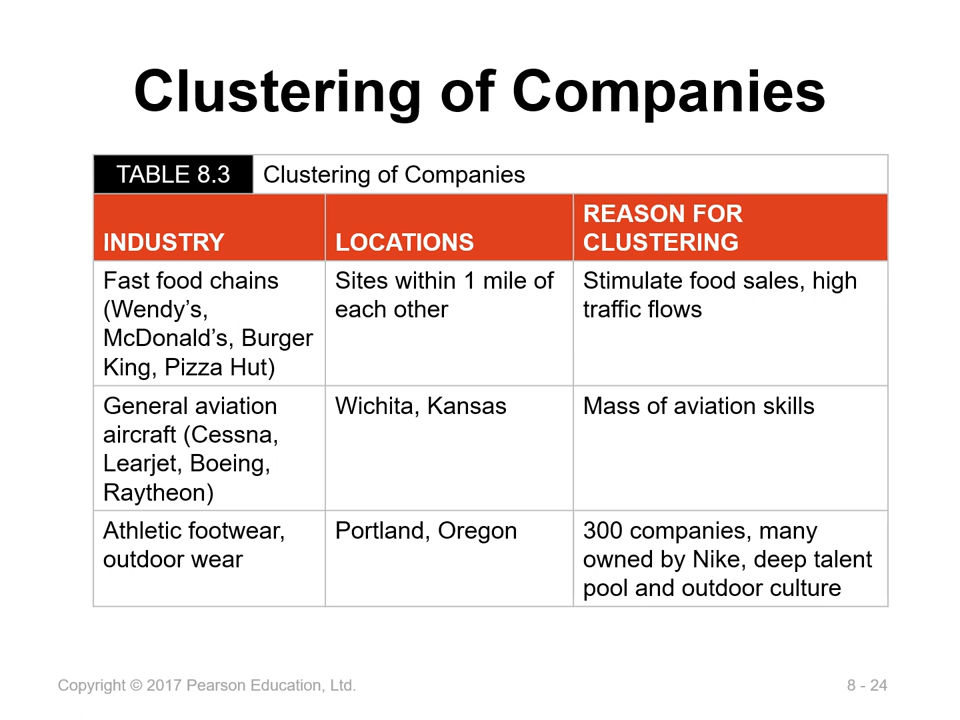 Clustering of Companies
TABLE 8.3 Clustering of Companies
INDUSTRY
LOCATIONS
REASON FOR
CLUSTERING
Fast food chains
(Wendy’s,
McDonald’s, Burger
King, Pizza Hut)
Sites within 1 mile of
each other
Stimulate food sales, high
traffic flows
General aviation
aircraft (Cessna,
Learjet, Boeing,
Raytheon)
Wichita, Kansas
Mass of aviation skills
Athletic footwear,
outdoor wear
Portland, Oregon
300 companies, many
owned by Nike, deep talent
pool and outdoor culture
Copyright © 2017 Pearson Education, Ltd.
8 - 24